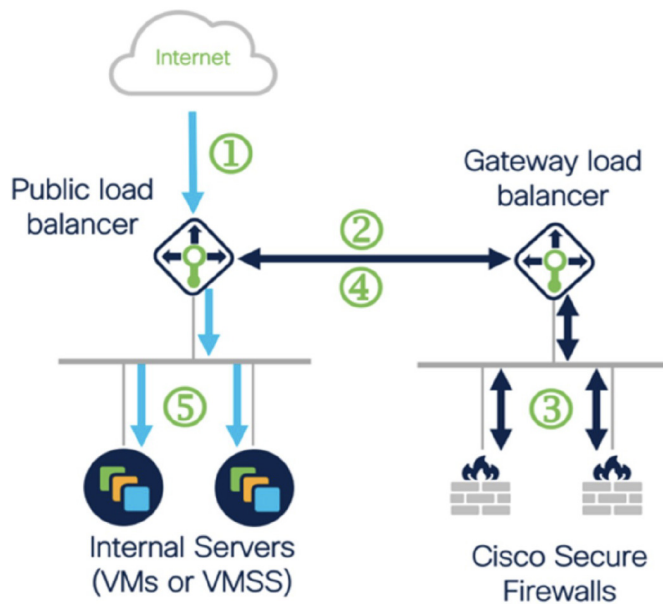 Internet
①
Public load
balancer
Gateway load
balancer
②
④
⑤
③
Internal Servers
(VMs or VMSS)
Cisco Secure
Firewalls